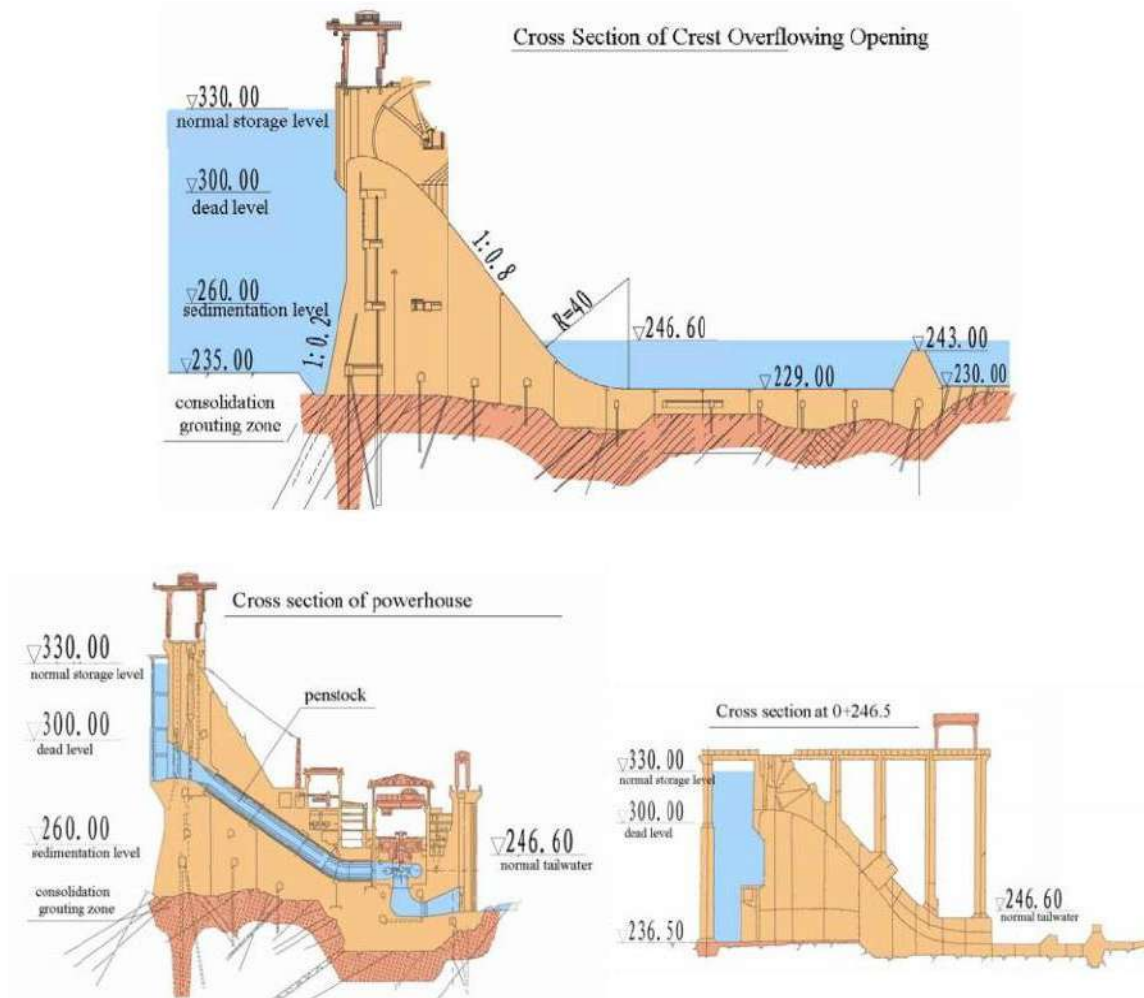 Cross Section of Crest Overflowing Opening
▽330.00
normal storage level
▽300.00
dead level
▽260.00
sedimentation level
▽235.00
1:0.2
consolidation
grouting zone
1:0.8
R=40
▽246.60
▽243.00
▽229.00
▽230.00
Cross section of powerhouse
▽330.00
normal storage level
penstock
▽300.00
dead level
▽260.00
sedimentation level
▽246.60
normal tailwater
consolidation
grouting zone
Cross section at 0+246.5
▽330.00
normal storage level
▽300.00
dead level
▽246.60
normal tailwater
▽236.50